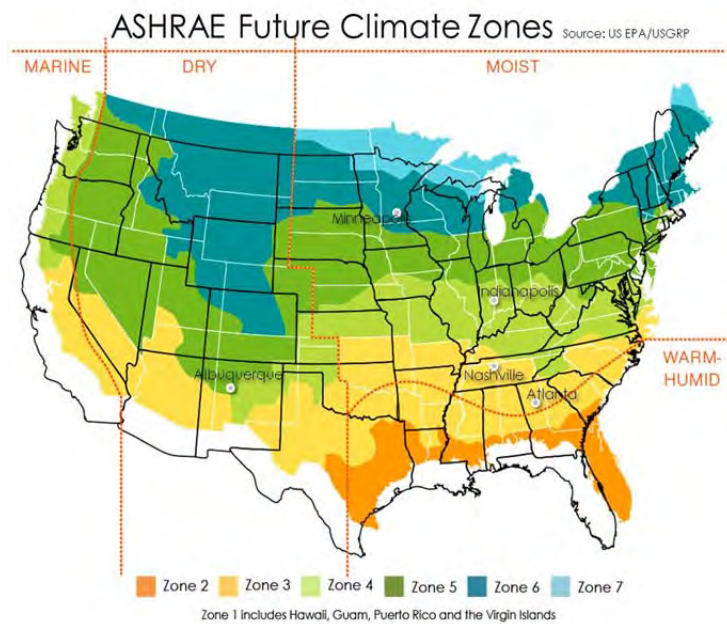 ASHRAE Future Climate Zones Source: US EPA/USGRP
MARINE DRY MOIST
Minneapolis
Indianapolis
WARM-
HUMID
Albuquerque Nashville
Atlanta
Zone 2 Zone 3 Zone 4 Zone 5 Zone 6 Zone 7
Zone 1 includes Hawaii, Guam, Puerto Rico and the Virgin Islands